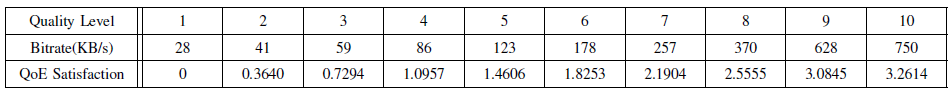 Quality Level 1 2 3 4 5 6 7 8 9 10
Bitrate(KB/s) 28 41 59 86 123 178 257 370 628 750
QoE Satisfaction 0 0.3640 0.7294 1.0957 1.4606 1.8253 2.1904 2.5555 3.0845 3.2614